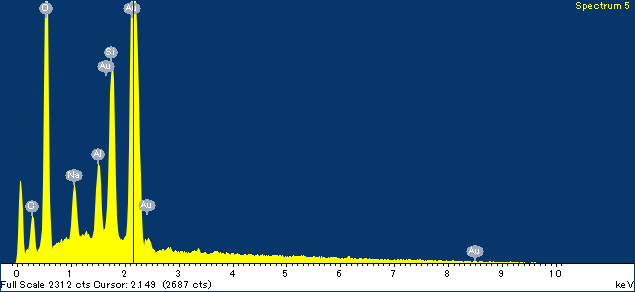 Spectrum 5
O
Au
Si
Au
Al
Na
C
Au
Au
0 1 2 3 4 5 6 7 8 9 10
Full Scale 2312 cts Cursor: 2.149 (2687 cts) keV